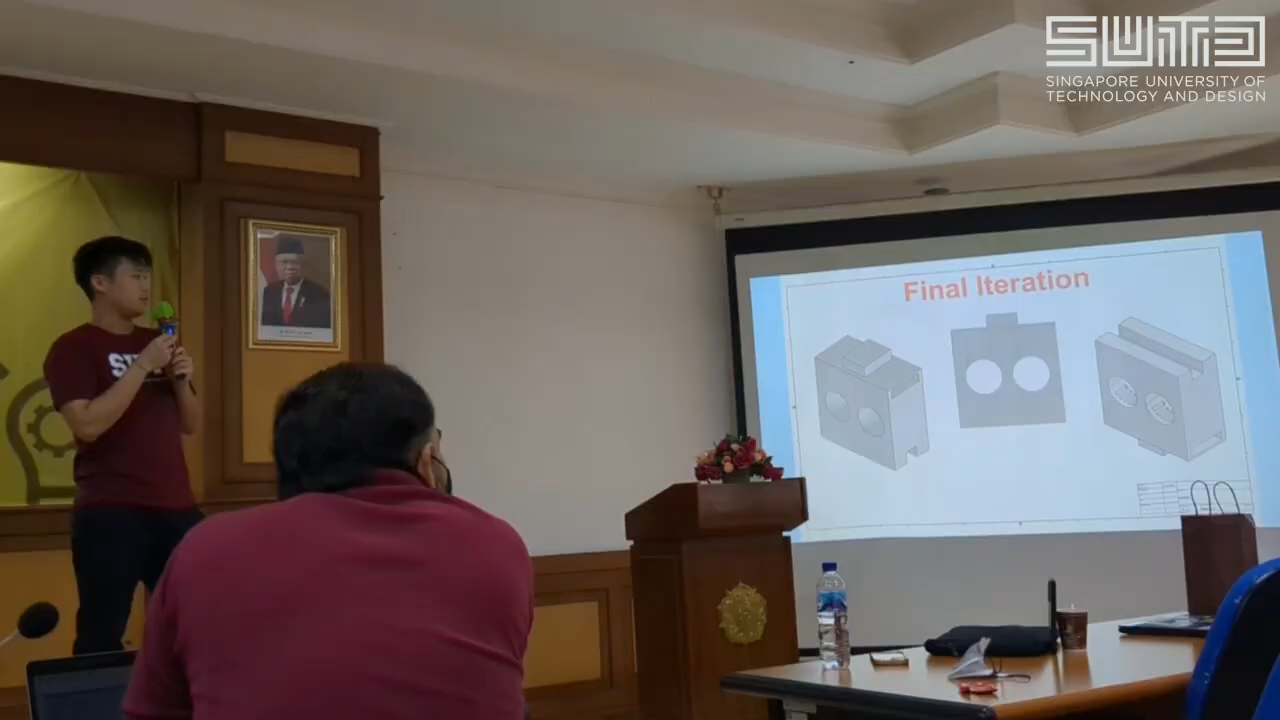 SUTD
SINGAPORE UNIVERSITY OF
TECHNOLOGY AND DESIGN
Final Iteration